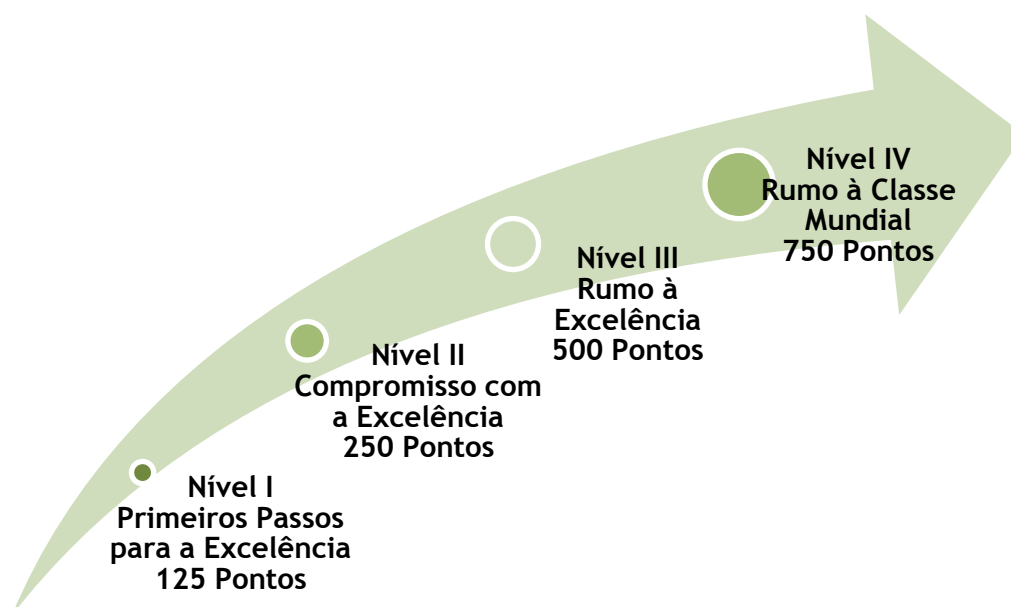 Nível I
Primeiros Passos
para a Excelência
125 Pontos
Nível II
Compromisso com
a Excelência
250 Pontos
Nível III
Rumo à
Excelência
500 Pontos
Nível IV
Rumo à Classe
Mundial
750 Pontos